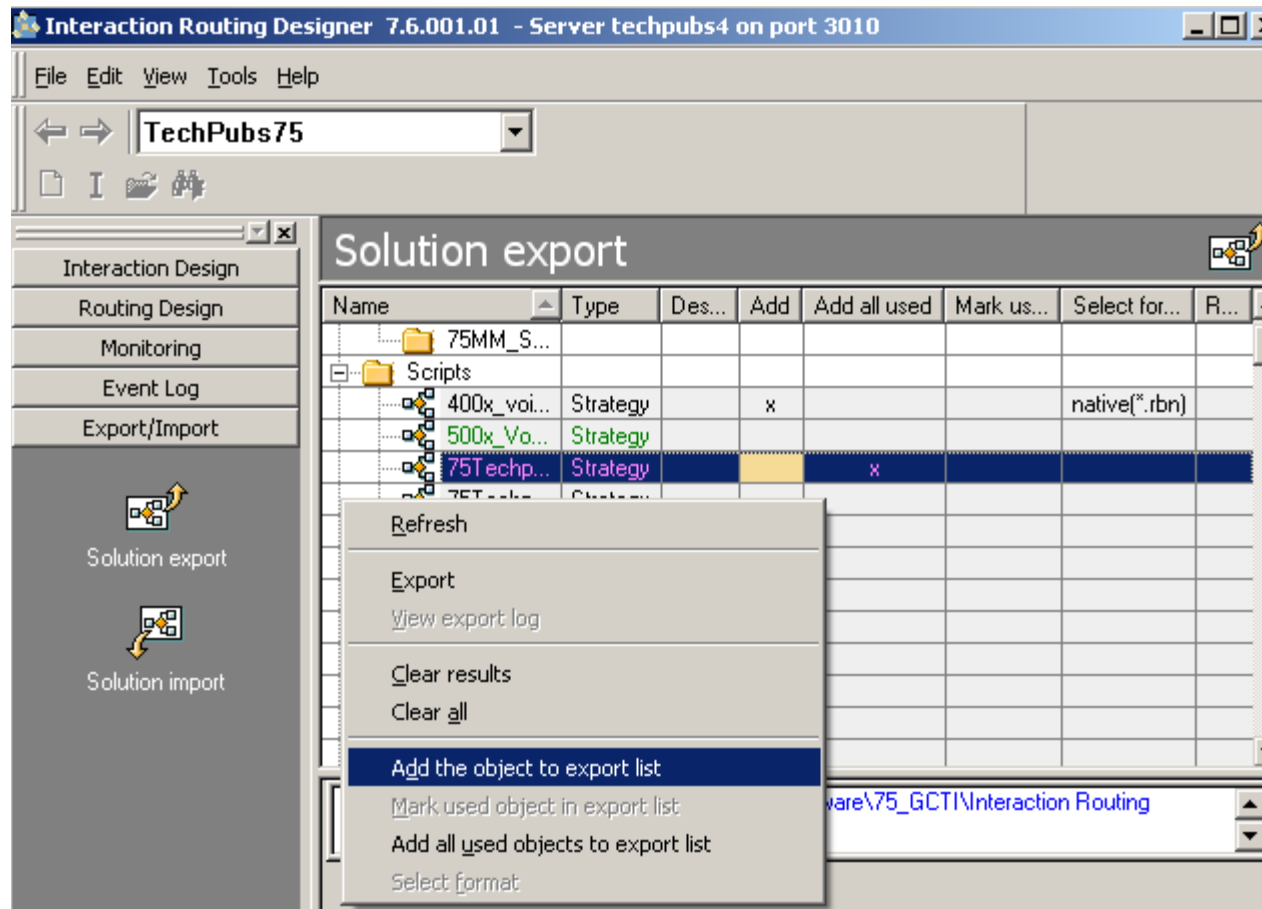 Interaction Routing Designer 7.6.001.01 - Server techpubs4 on port 3010
File Edit View Tools Help
TechPubs75
Interaction Design
Routing Design
Monitoring
Event Log
Export/Import
Solution export
Solution import
Solution export
Name Type Des... Add Add all used Mark us... Select for... R...
75MM_S...
Scripts
400x_voi... Strategy x native(*.rbn)
500x_Vo... Strategy
75Techp... Strategy x
Refresh
Export
View export log
Clear results
Clear all
Add the object to export list
Mark used object in export list
Add all used objects to export list
Select format
ware\75_GCTI\Interaction Routing